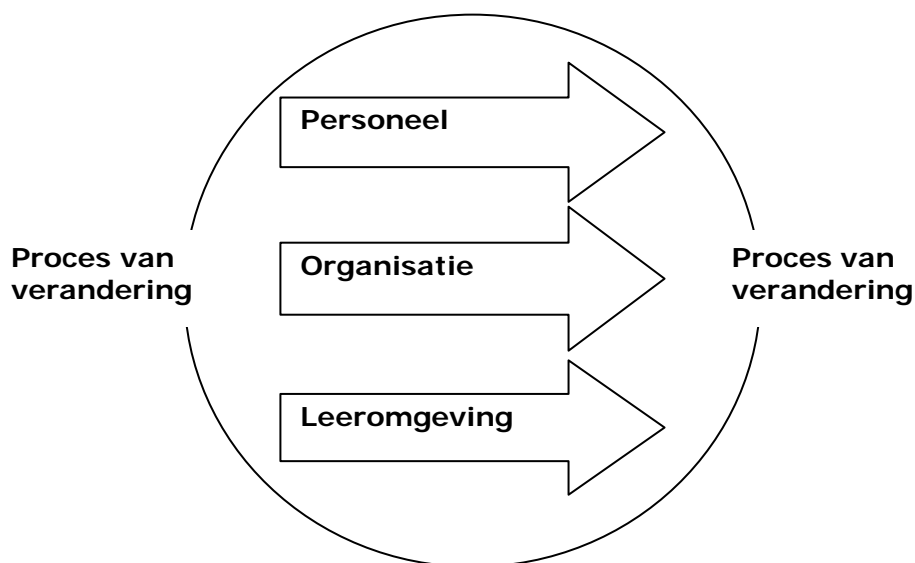 Personeel
Proces van
verandering
Organisatie
Proces van
verandering
Leeromgeving